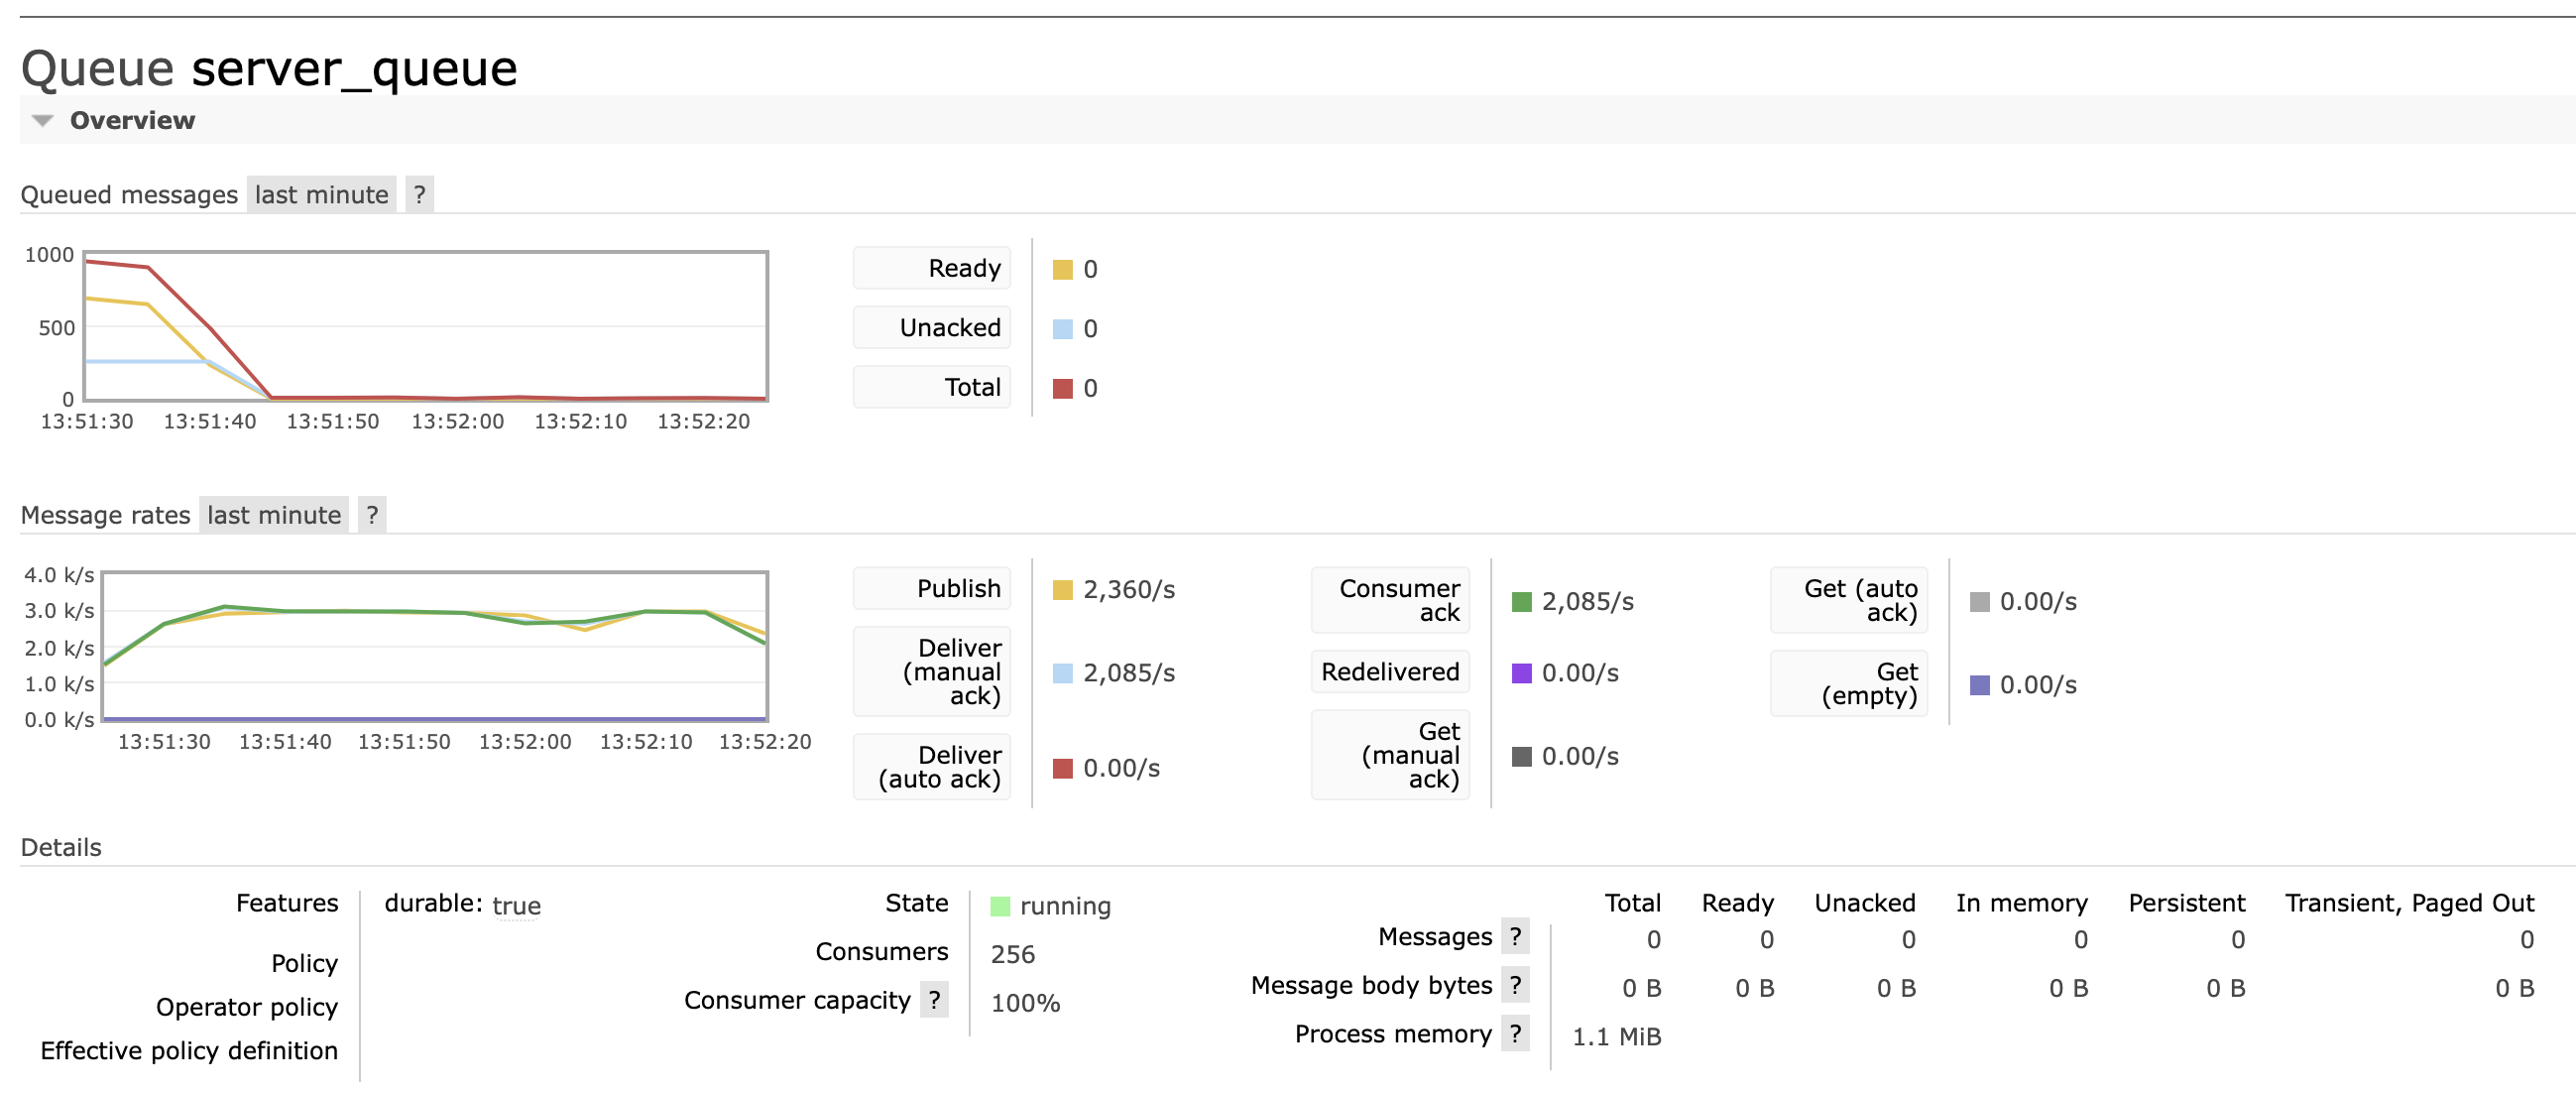 Queue server_queue
Overview
Queued messages last minute ?
1000
500
0
13:51:30 13:51:40 13:51:50 13:52:00 13:52:10 13:52:20
Ready 0
Unacked 0
Total 0
Message rates last minute ?
4.0 k/s
3.0 k/s
2.0 k/s
1.0 k/s
0.0 k/s
13:51:30 13:51:40 13:51:50 13:52:00 13:52:10 13:52:20
Publish 2,360/s
Deliver
(manual 2,085/s
ack)
Deliver
(auto ack) 0.00/s
Consumer
ack 2,085/s
Redelivered 0.00/s
Get
(manual 0.00/s
ack)
Get (auto
ack) 0.00/s
Get
(empty) 0.00/s
Details
Features durable: true
Policy
Operator policy
Effective policy definition
State running
Consumers 256
Consumer capacity ? 100%
Total Ready Unacked In memory Persistent Transient, Paged Out
Messages ? 0 0 0 0 0 0
Message body bytes ? 0 B 0 B 0 B 0 B 0 B 0 B
Process memory ? 1.1 MiB